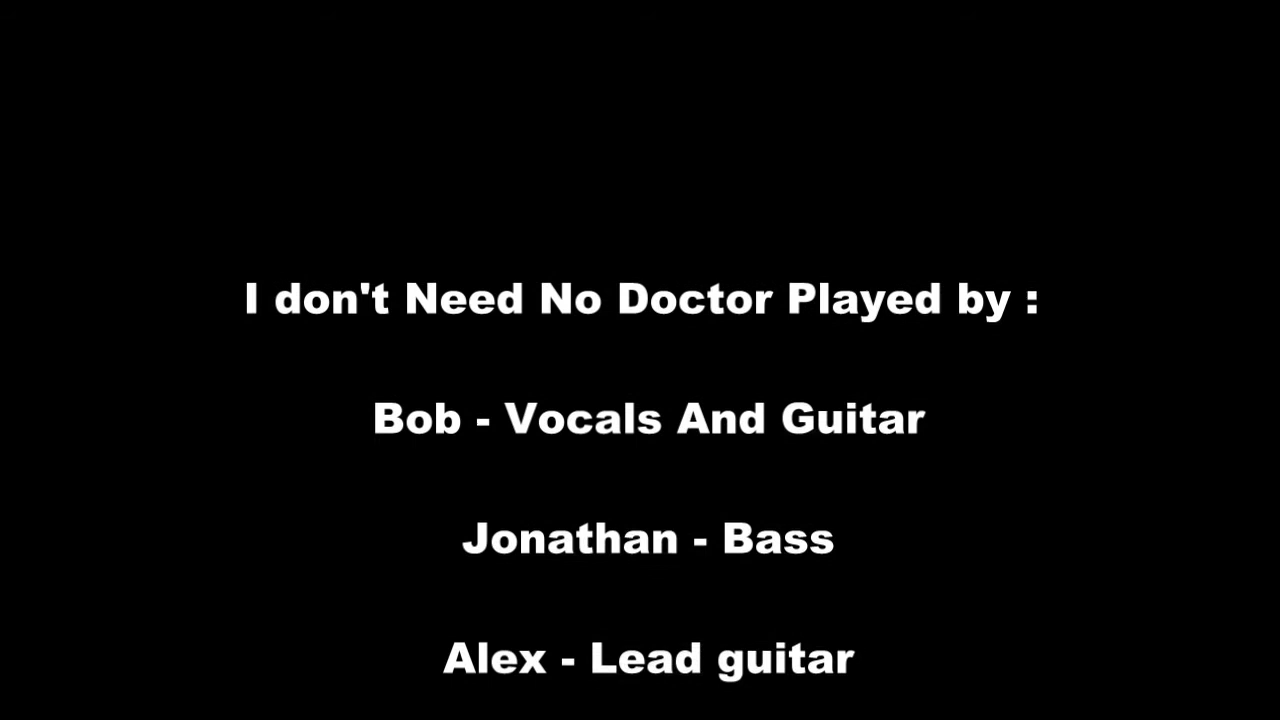 I don't Need No Doctor Played by :
Bob - Vocals And Guitar
Jonathan - Bass
Alex - Lead guitar